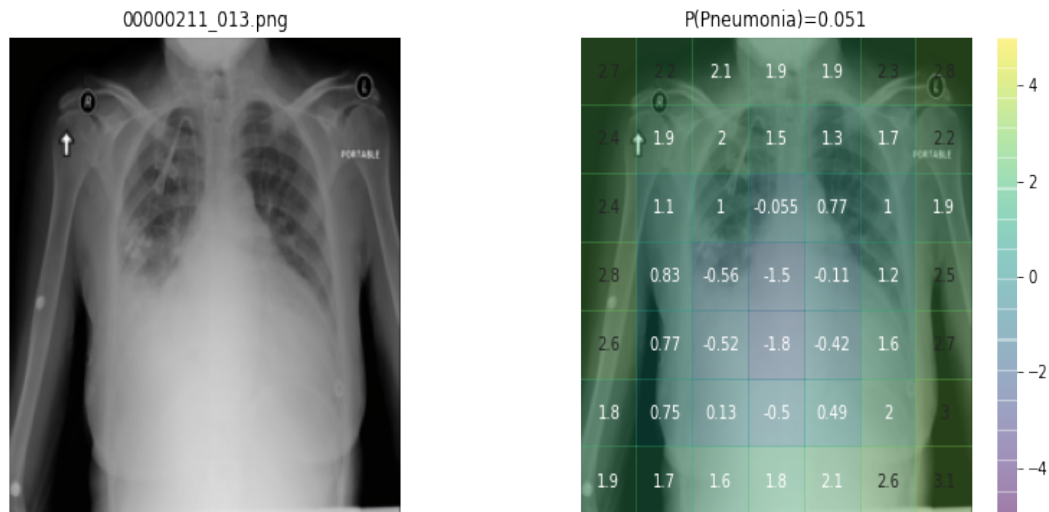 00000211_013.png
R
L
PORTABLE
P(Pneumonia)=0.051
2.7 2.2 2.1 1.9 1.9 2.3 2.8
R
L
2.4 1.9 2 1.5 1.3 1.7 2.2
PORTABLE
2.4 1.1 1 -0.055 0.77 1 1.9
2.8 0.83 -0.56 -1.5 -0.11 1.2 2.5
2.6 0.77 -0.52 -1.8 -0.42 1.6 2.7
1.8 0.75 0.13 -0.5 0.49 2 3
1.9 1.7 1.6 1.8 2.1 2.6 3.1
4
2
0
−2
−4